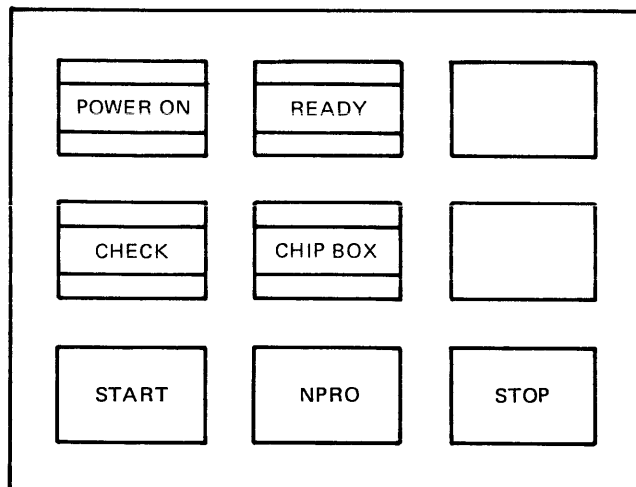 POWER ON
READY
CHECK
CHIP BOX
START
NPRO
STOP